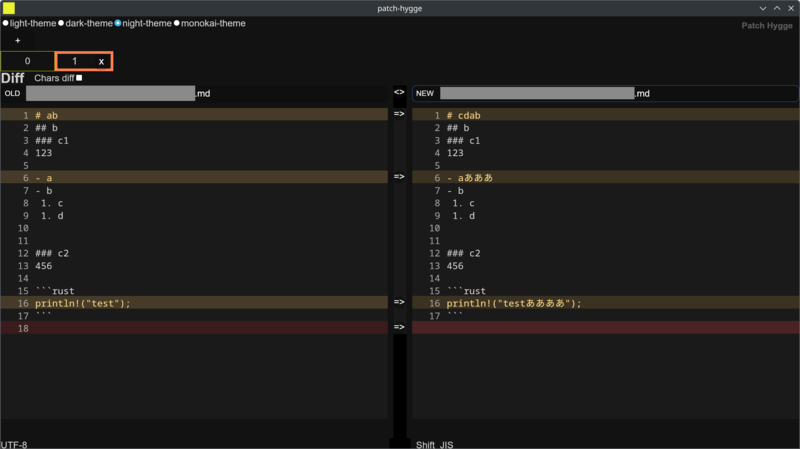 patch-hygge
light-theme dark-theme night-theme monokai-theme
Patch Hygge
+
0 1 x
Diff Chars diff
OLD .md <> NEW .md
1 # ab => 1 # cdab
2 ## b 2 ## b
3 ### c1 3 ### c1
4 123 4 123
5 5
6 - a => 6 - aあああ
7 - b 7 - b
8 1. c 8 1. c
9 1. d 9 1. d
10 10
11 11
12 ### c2 12 ### c2
13 456 13 456
14 14
15 ```rust 15 ```rust
16 println!("test"); => 16 println!("testああああ");
17 ``` 17 ```
18 =>
UTF-8 Shift_JIS